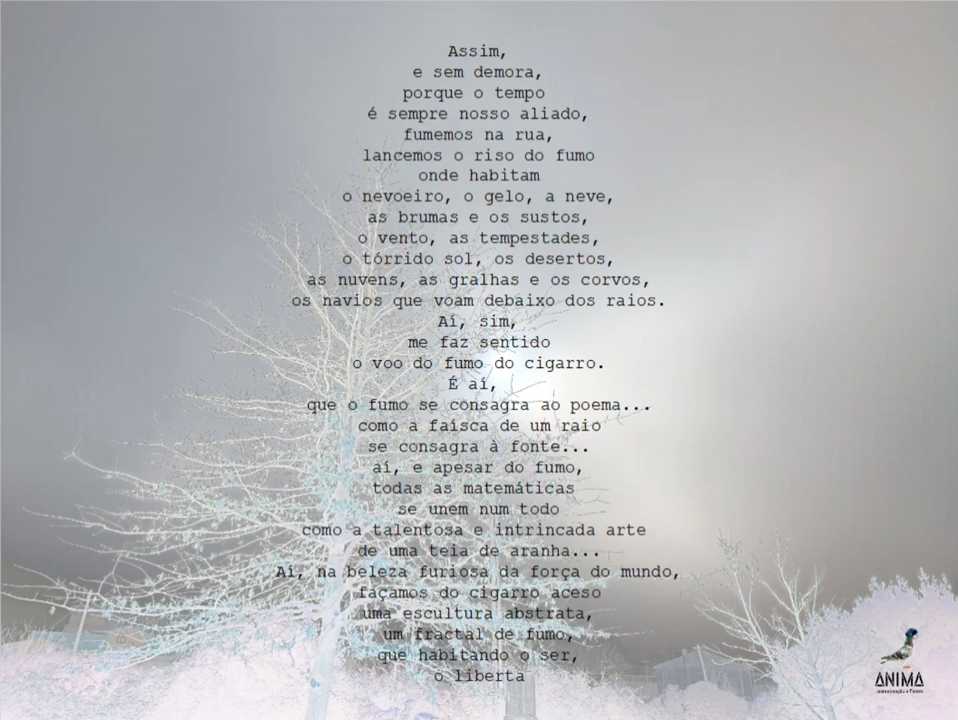 Assim,
e sem demora,
porque o tempo
é sempre nosso aliado,
fumemos na rua,
lancemos o riso do fumo
onde habitam
o nevoeiro, o gelo, a neve,
as brumas e os sustos,
o vento, as tempestades,
o tórrido sol, os desertos,
as nuvens, as gralhas e os corvos,
os navios que voam debaixo dos raios.
Aí, sim,
me faz sentido
o voo do fumo do cigarro.
É aí,
que o fumo se consagra ao poema...
como a faísca de um raio
se consagra à fonte...
aí, e apesar do fumo,
todas as matemáticas
se unem num todo
como a talentosa e intrincada arte
de uma teia de aranha...
Aí, na beleza furiosa da força do mundo,
façamos do cigarro aceso
uma escultura abstrata,
um fractal de fumo,
que habitando o ser,
o liberta
ANIMA